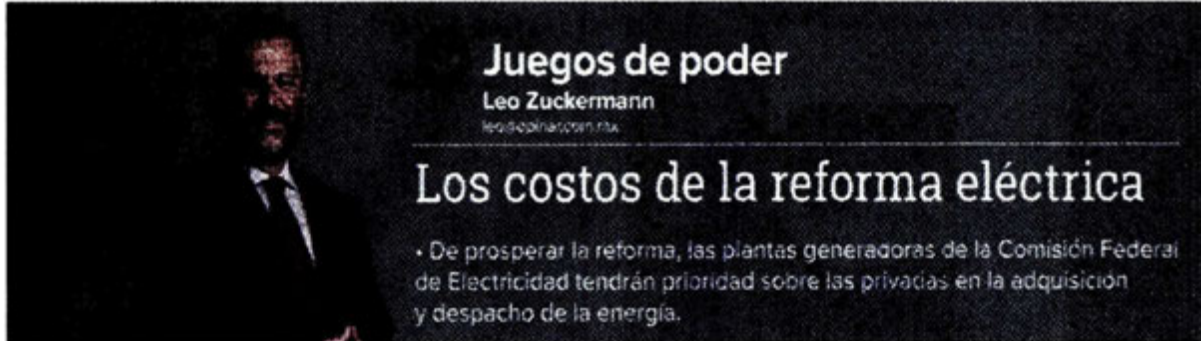 Juegos de poder
Leo Zuckermann
Los costos de la reforma eléctrica
• De prosperar la reforma, las plantas generadoras de la Comisión Federal
de Electricidad tendrán prioridad sobre las privadas en la adquisición
y despacho de la energía.